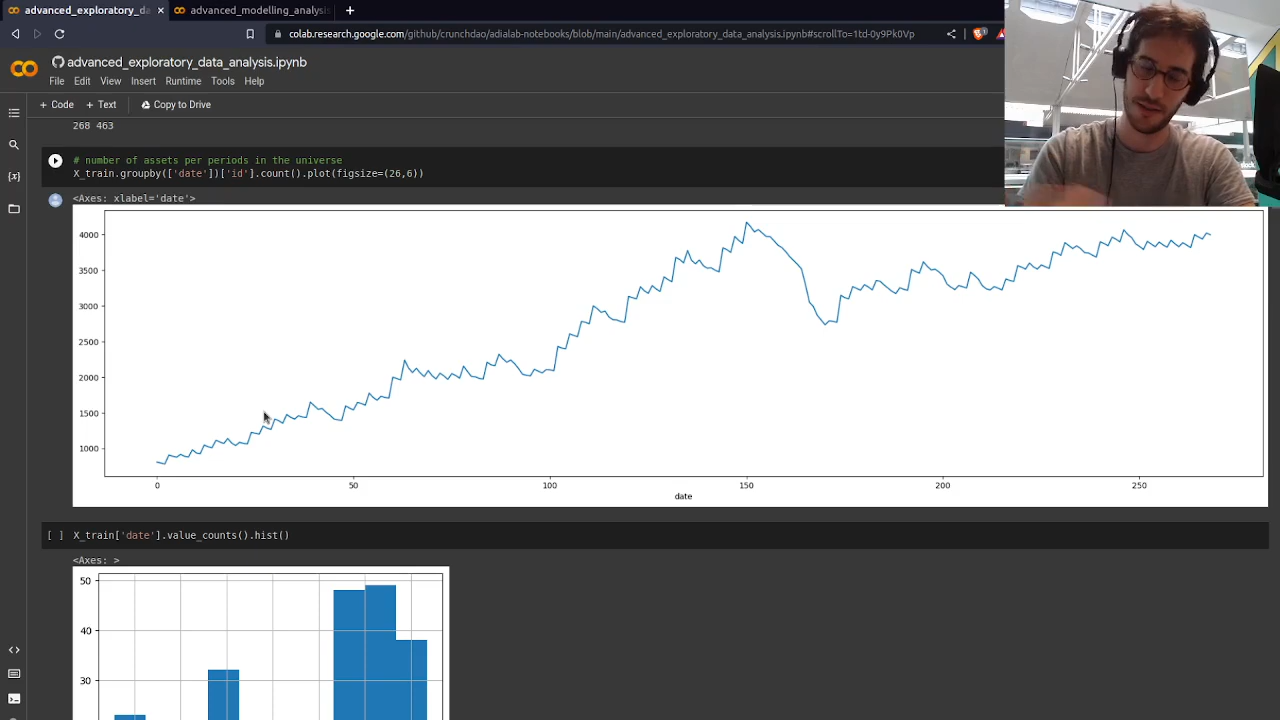 advanced_exploratory_da
advanced_modelling_analysis
colab.research.google.com/github/crunchdao/adialab-notebooks/blob/main/advanced_exploratory_data_analysis.ipynb#scrollTo=1td-0y9Pk0Vp
advanced_exploratory_data_analysis.ipynb
File Edit View Insert Runtime Tools Help
+ Code + Text Copy to Drive
268 463
# number of assets per periods in the universe
X_train.groupby(['date'])['id'].count().plot(figsize=(26,6))
<Axes: xlabel='date'>
4000
3500
3000
2500
2000
1500
1000
0 50 100 150 200 250
date
[ ] X_train['date'].value_counts().hist()
<Axes: >
50
40
30